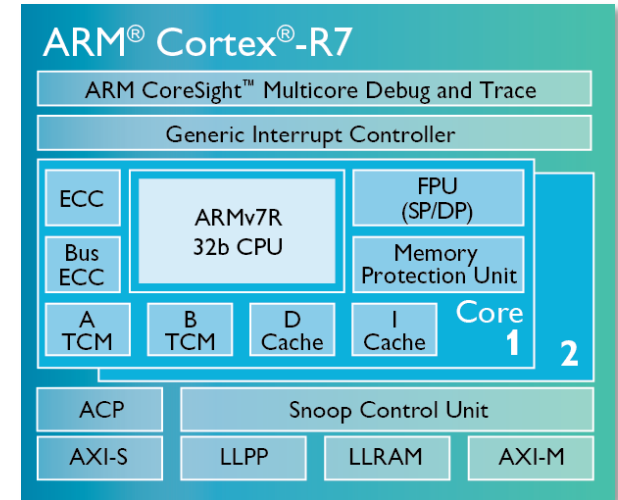 ARM® Cortex®-R7
ARM CoreSight™ Multicore Debug and Trace
Generic Interrupt Controller
ECC
ARMv7R
32b CPU
FPU
(SP/DP)
Bus
ECC
Memory
Protection Unit
A
TCM
B
TCM
D
Cache
I
Cache
Core
1
2
ACP
Snoop Control Unit
AXI-S
LLPP
LLRAM
AXI-M